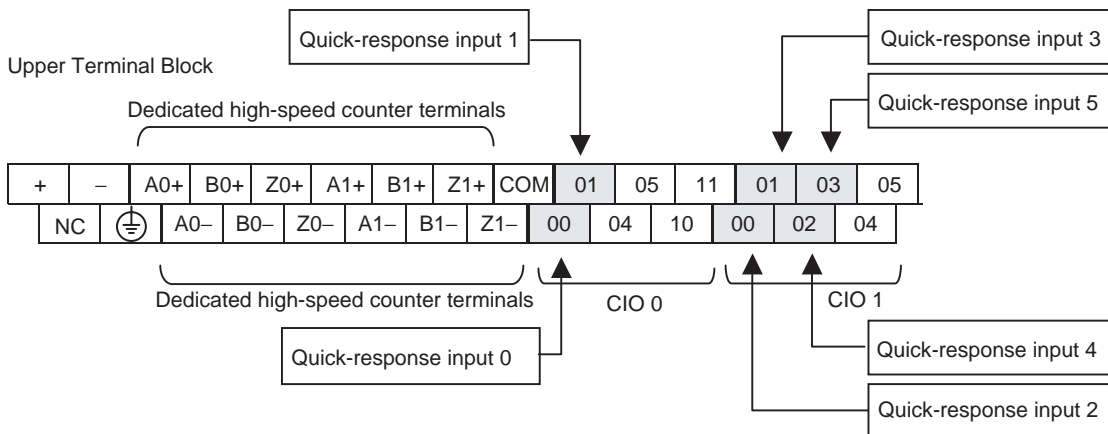 Quick-response input 1
Quick-response input 3
Upper Terminal Block
Quick-response input 5
Dedicated high-speed counter terminals
+ − A0+ B0+ Z0+ A1+ B1+ Z1+ COM 01 05 11 01 03 05
NC A0− B0− Z0− A1− B1− Z1− 00 04 10 00 02 04
Dedicated high-speed counter terminals
CIO 0
CIO 1
Quick-response input 0
Quick-response input 4
Quick-response input 2